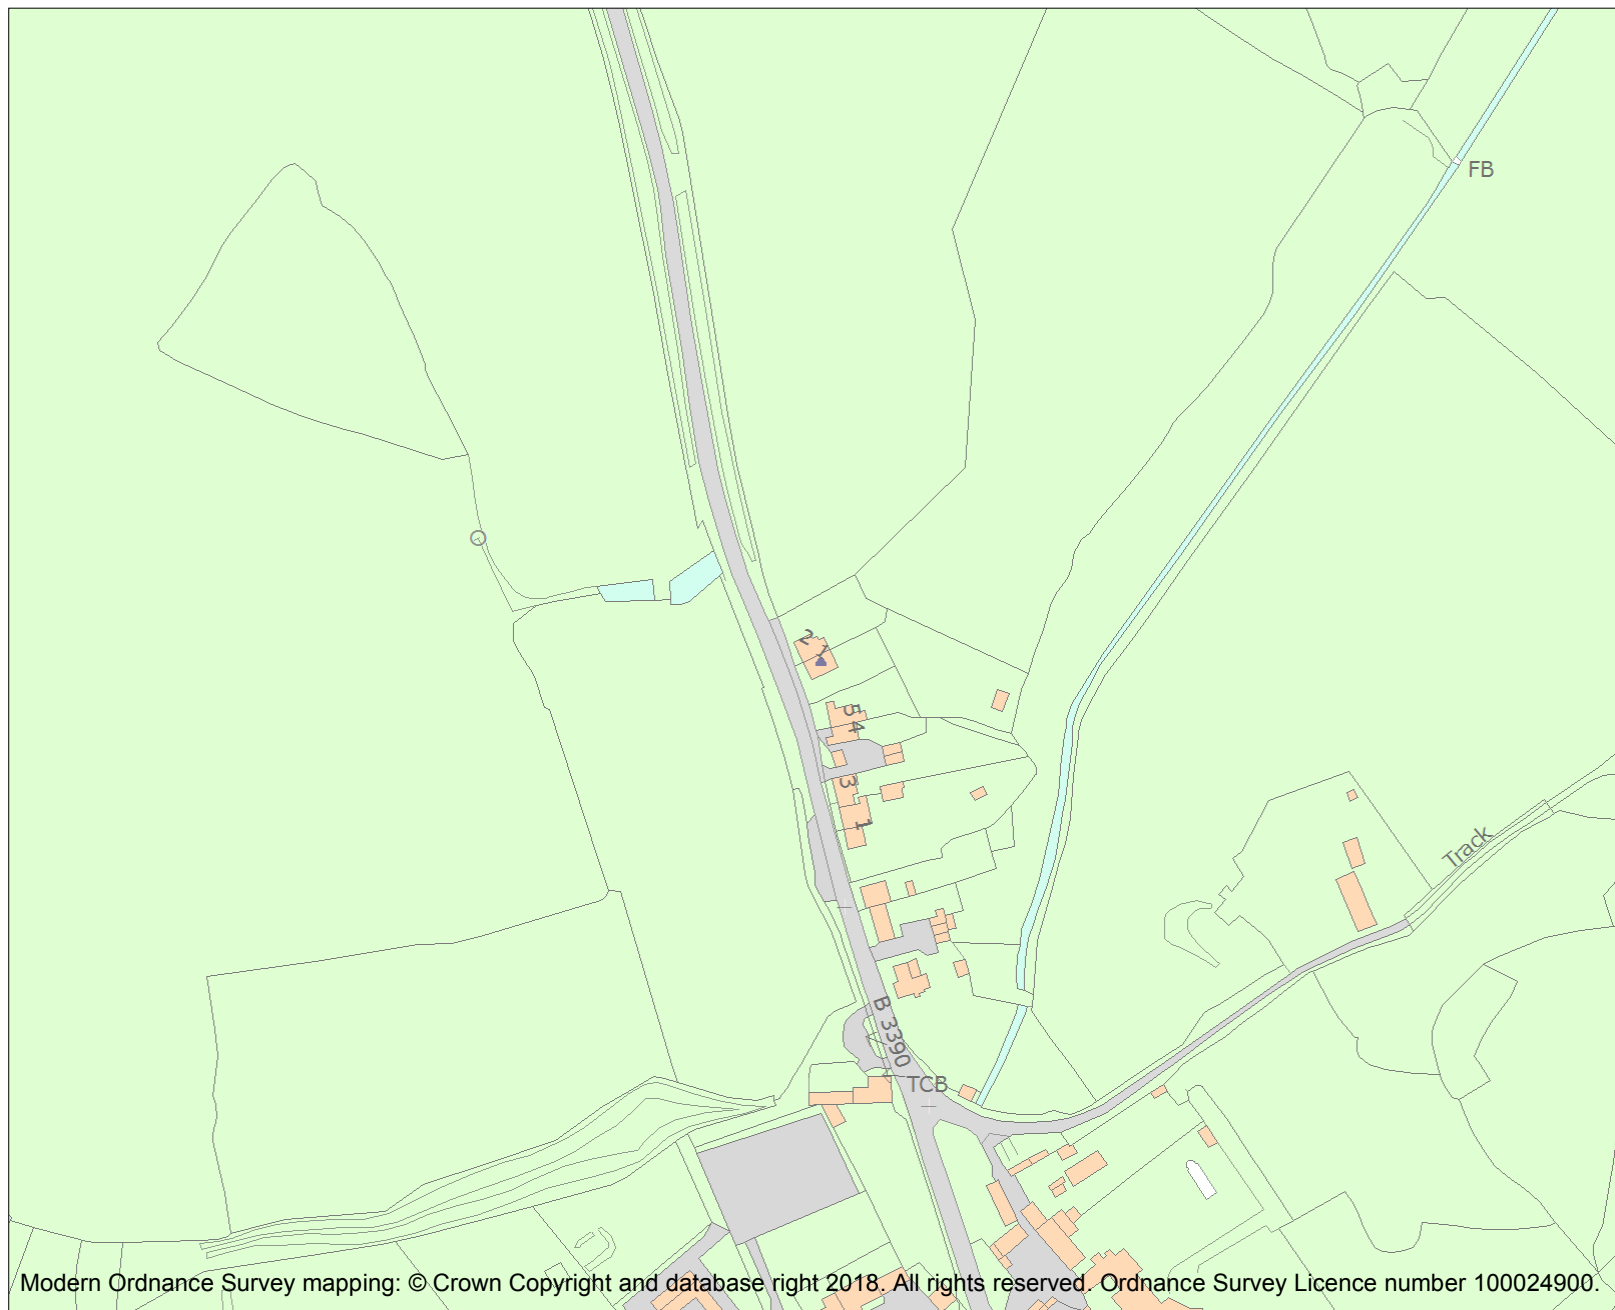 FB
2
1
5
4
3
1
Track
B 3390
TCB
Modern Ordnance Survey mapping: © Crown Copyright and database right 2018. All rights reserved. Ordnance Survey Licence number 100024900.